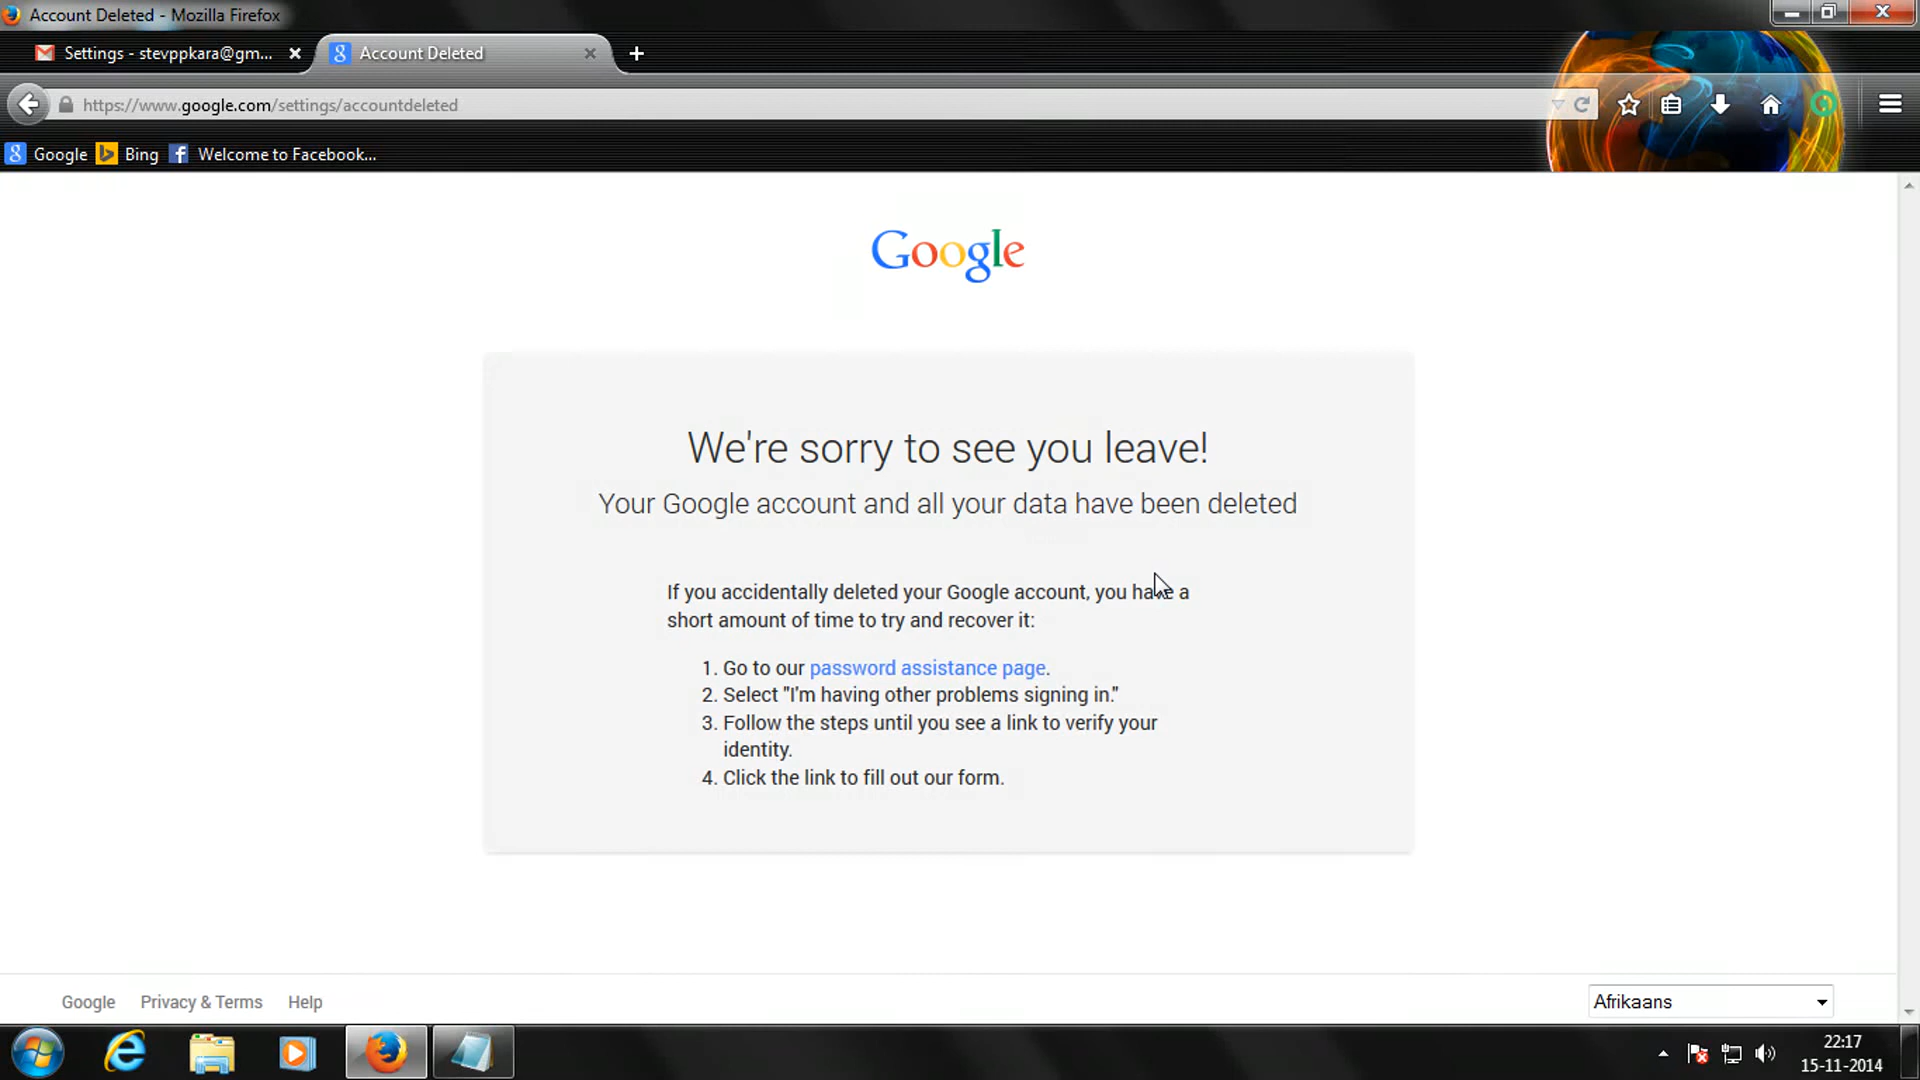 Account Deleted - Mozilla Firefox
Settings - stevppkara@gm...
Account Deleted
https://www.google.com/settings/accountdeleted
Google
Bing
Welcome to Facebook...
Google
We're sorry to see you leave!
Your Google account and all your data have been deleted
If you accidentally deleted your Google account, you have a
short amount of time to try and recover it:
1. Go to our password assistance page.
2. Select "I'm having other problems signing in."
3. Follow the steps until you see a link to verify your
identity.
4. Click the link to fill out our form.
Google
Privacy & Terms
Help
Afrikaans
22:17
15-11-2014